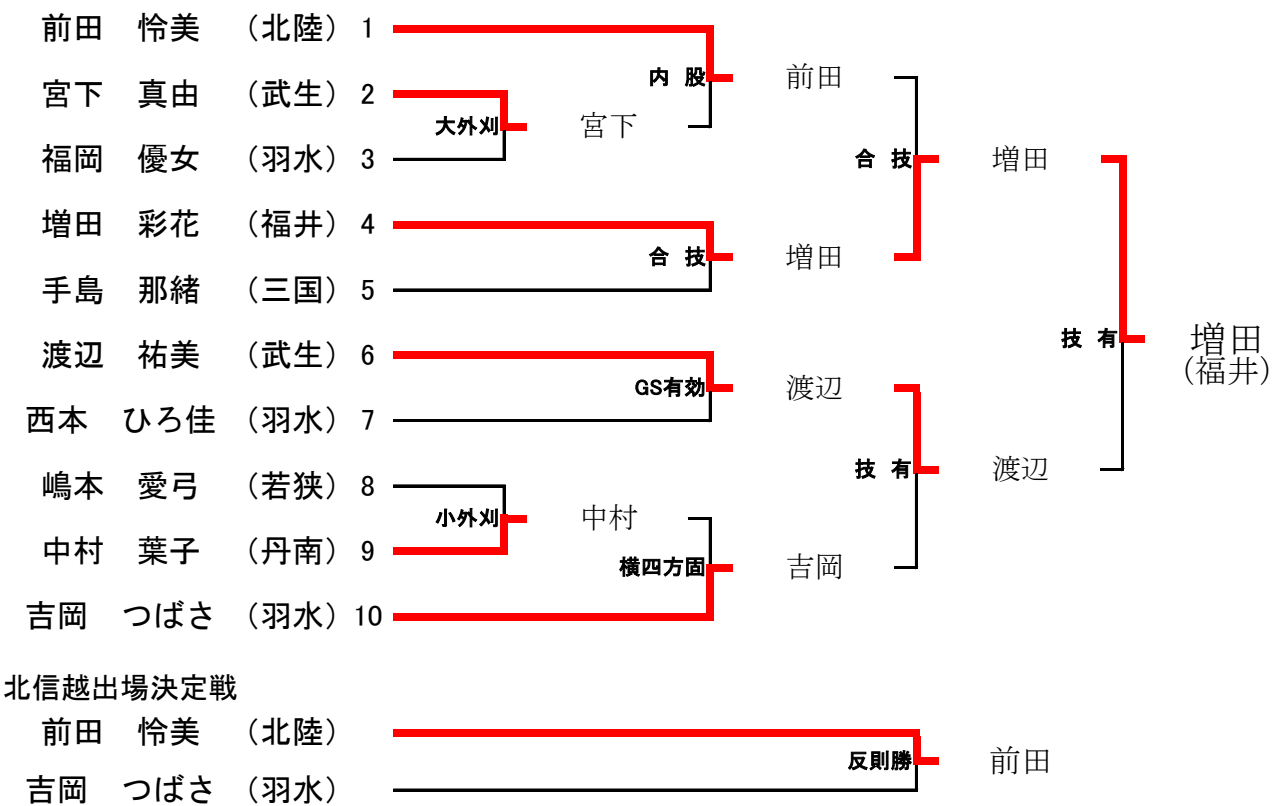 前田 怜美 （北陸） 1
内 股
前田
宮下 真由 （武生） 2
大外刈
宮下
福岡 優女 （羽水） 3
合 技
増田
増田 彩花 （福井） 4
合 技
増田
手島 那緒 （三国） 5
技 有
増田
（福井）
渡辺 祐美 （武生） 6
GS有効
渡辺
西本 ひろ佳 （羽水） 7
技 有
渡辺
嶋本 愛弓 （若狭） 8
小外刈
中村
中村 葉子 （丹南） 9
横四方固
吉岡
吉岡 つばさ （羽水） 10
北信越出場決定戦
前田 怜美 （北陸）
反則勝
前田
吉岡 つばさ （羽水）